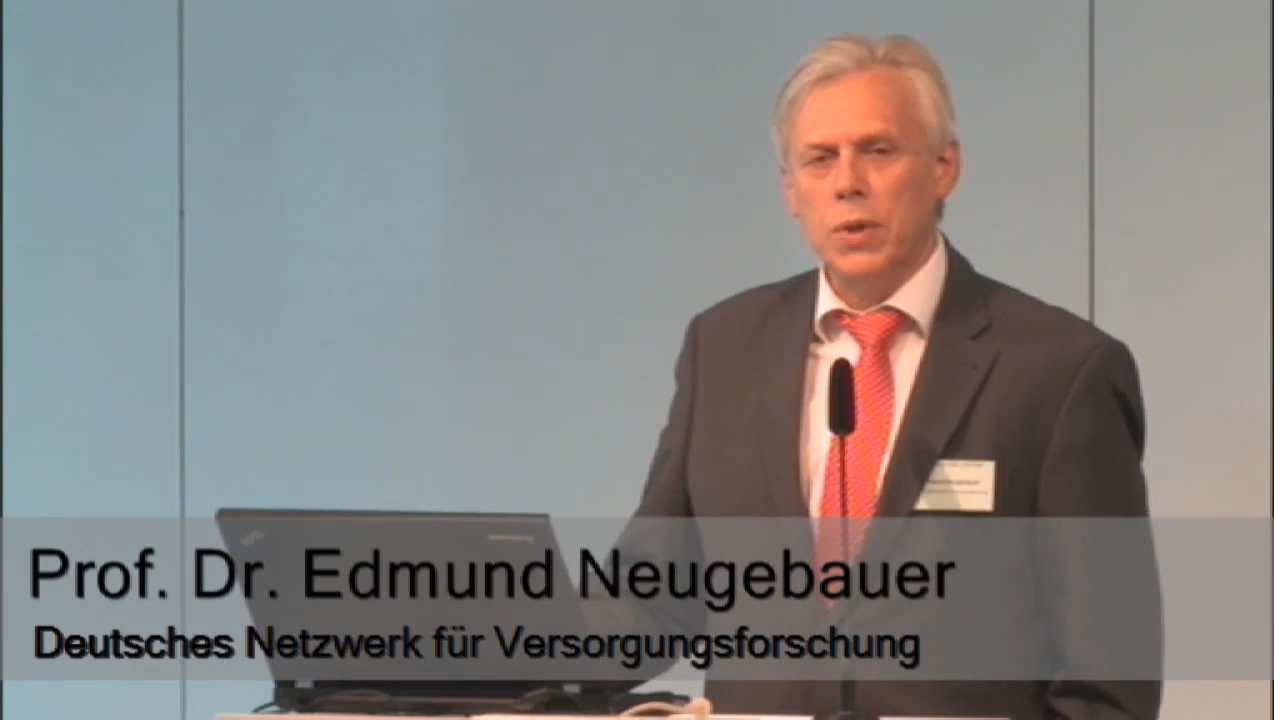 Prof. Dr. Edmund Neugebauer
Deutsches Netzwerk für Versorgungsforschung